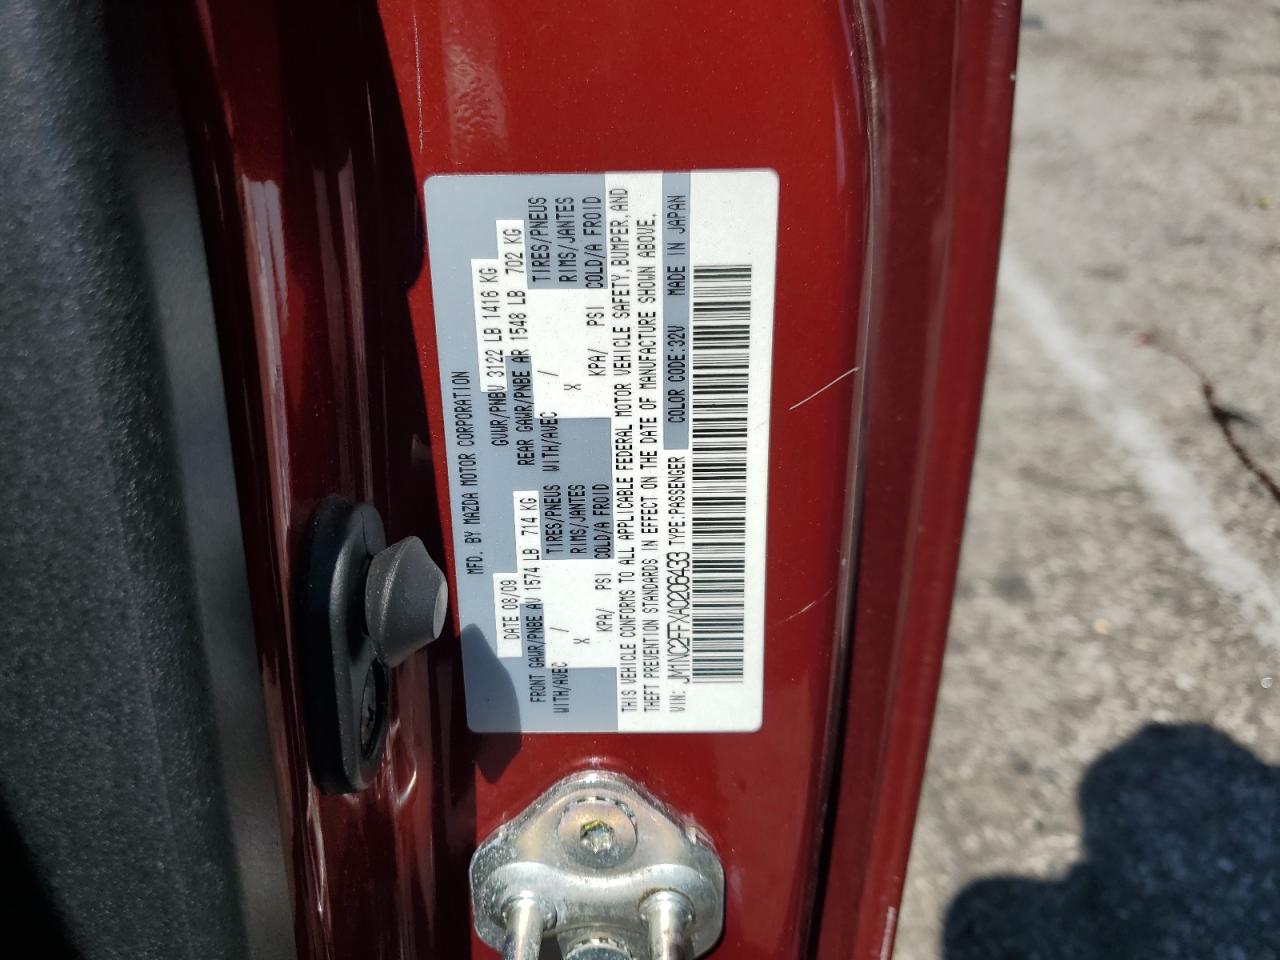 MFD. BY MAZDA MOTOR CORPORATION
DATE 08/09 GVWR/PNBV 3122 LB 1416 KG
FRONT GAWR/PNBE AV 1574 LB 714 KG REAR GAWR/PNBE AR 1548 LB 702 KG
WITH/AVEC / TIRES/PNEUS WITH/AVEC / TIRES/PNEUS
X RIMS/JANTES X RIMS/JANTES
KPA/ PSI COLD/A FROID KPA/ PSI COLD/A FROID
THIS VEHICLE CONFORMS TO ALL APPLICABLE FEDERAL MOTOR VEHICLE SAFETY, BUMPER, AND
THEFT PREVENTION STANDARDS IN EFFECT ON THE DATE OF MANUFACTURE SHOWN ABOVE.
VIN: JM1NC2FFXA0206433 TYPE:PASSENGER COLOR CODE:32V MADE IN JAPAN